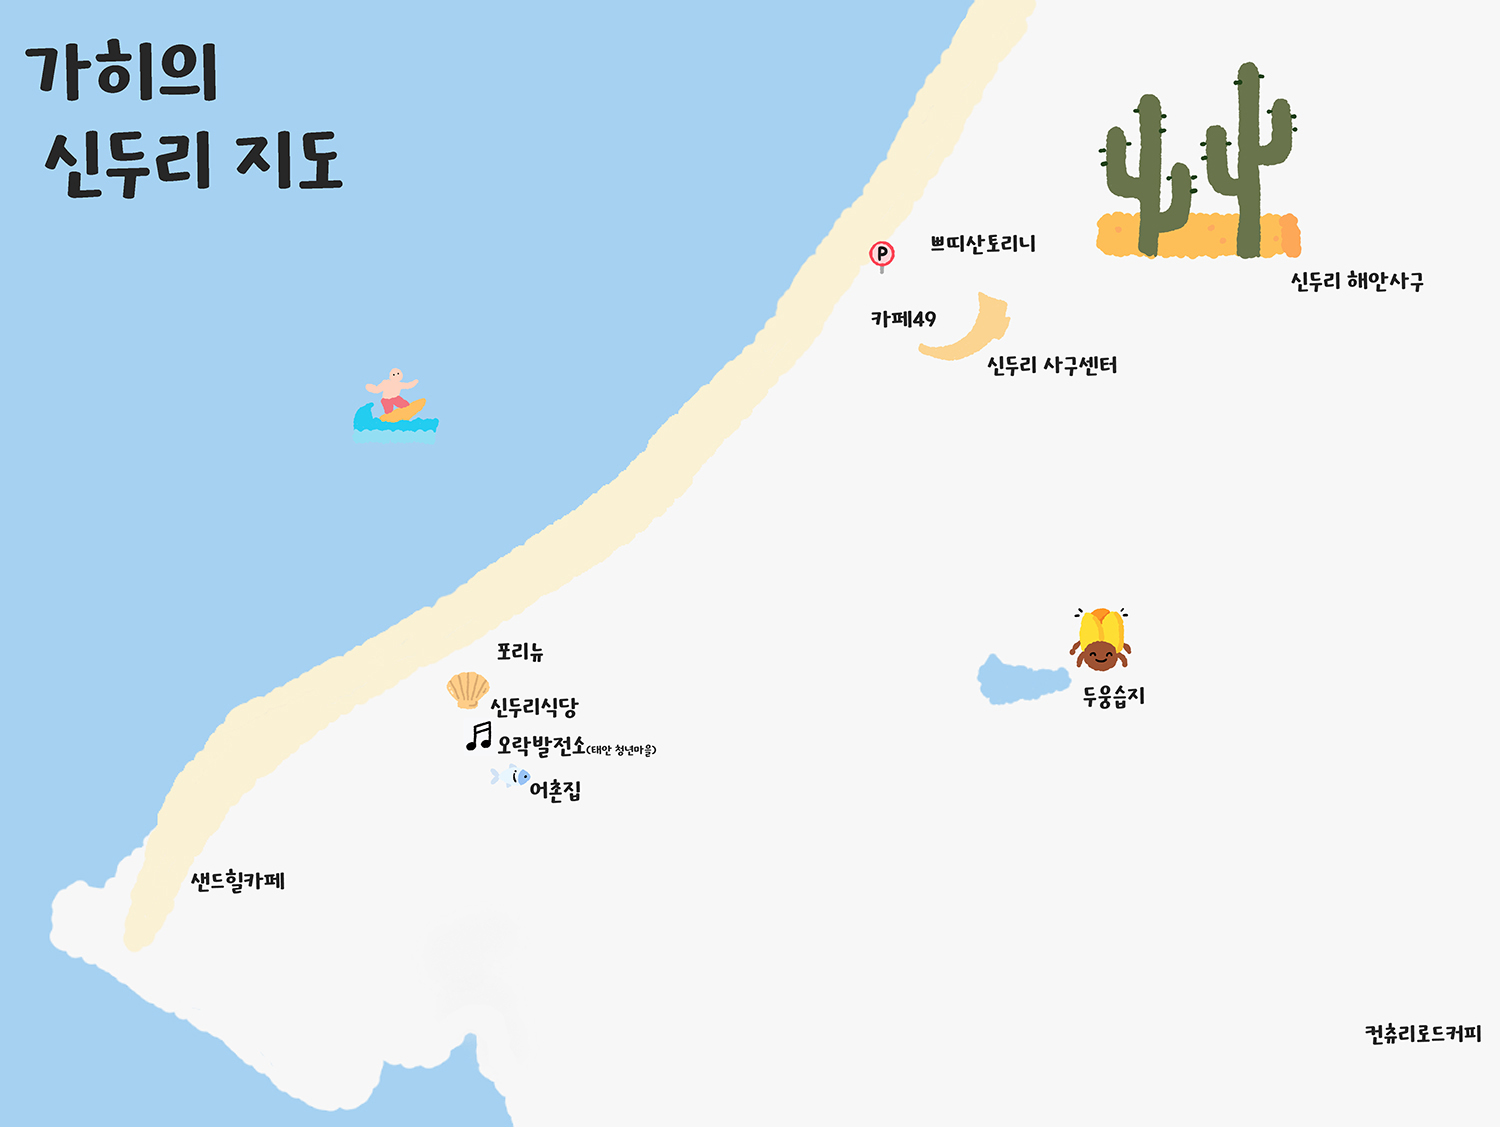 가히의
신두리 지도
쁘띠산토리니
P
신두리 해안사구
카페49
신두리 사구센터
포리뉴
신두리식당
오락발전소(태안 청년마을)
어촌집
두웅습지
샌드힐카페
컨츄리로드커피